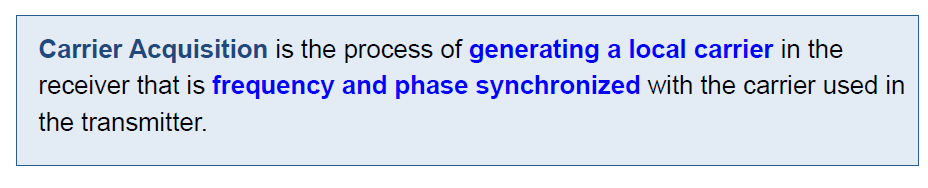 Carrier Acquisition is the process of generating a local carrier in the
receiver that is frequency and phase synchronized with the carrier used in
the transmitter.